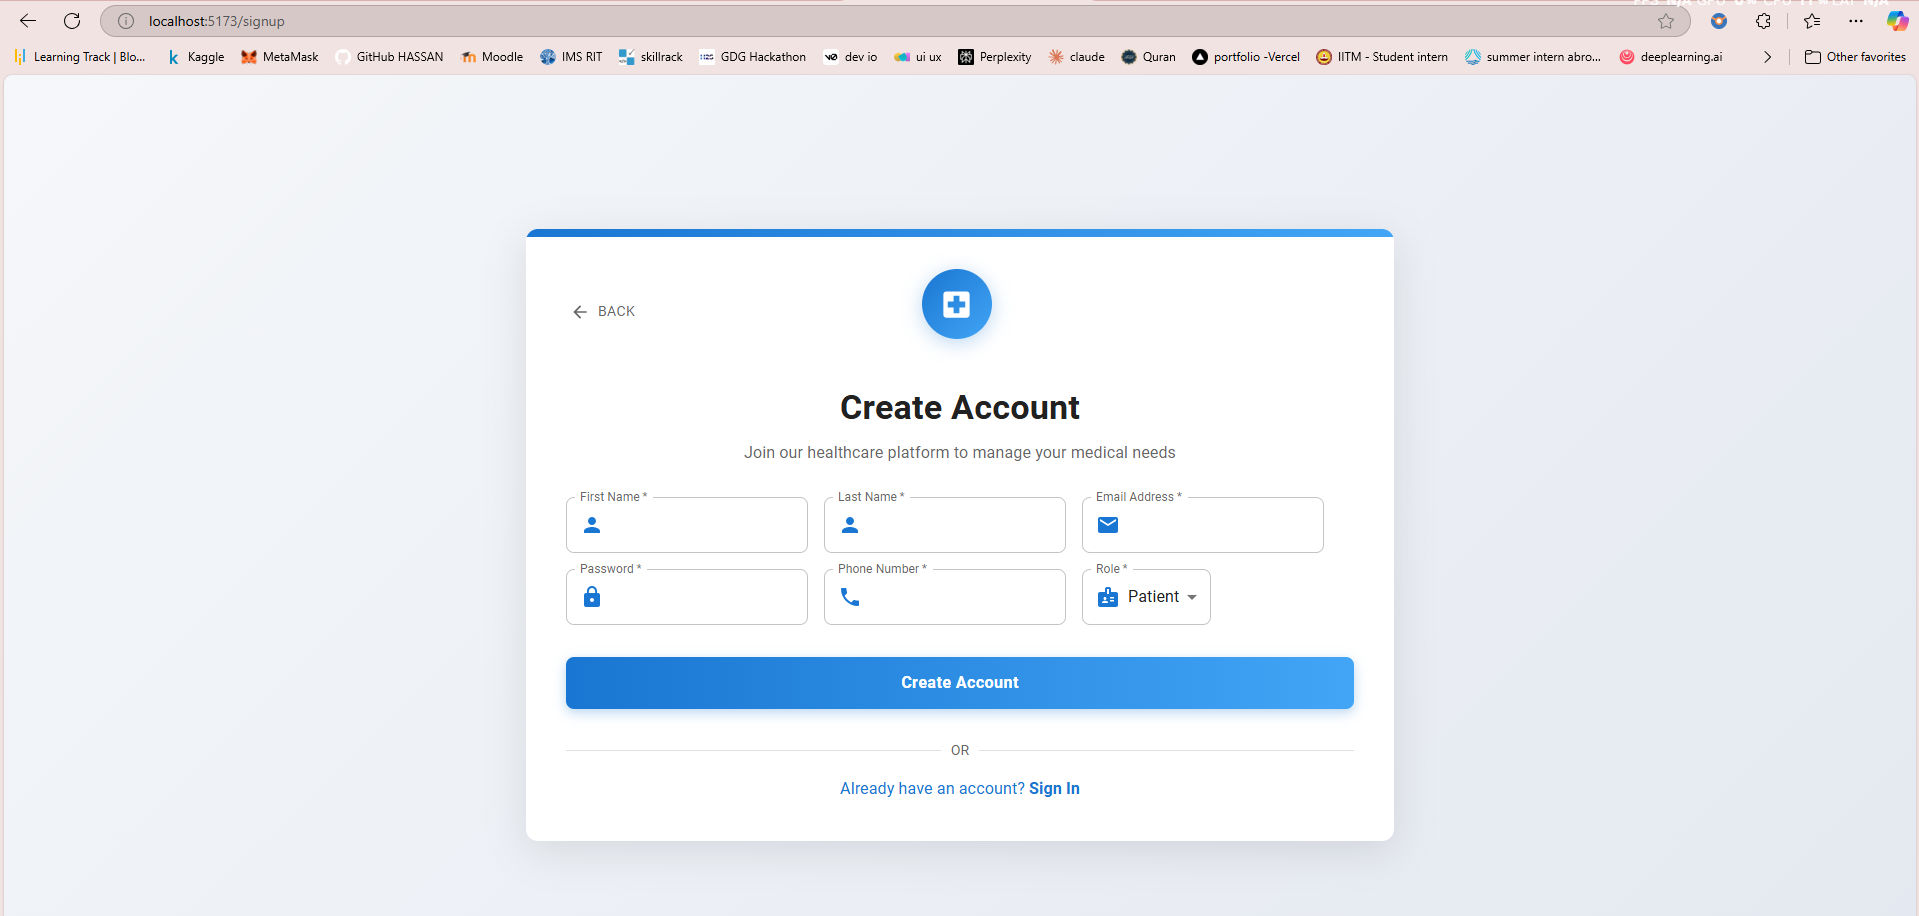 localhost:5173/signup
Learning Track | Blo... Kaggle MetaMask GitHub HASSAN Moodle IMS RIT skillrack GDG Hackathon dev io ui ux Perplexity claude Quran portfolio -Vercel IITM - Student intern summer intern abro... deeplearning.ai Other favorites
BACK
Create Account
Join our healthcare platform to manage your medical needs
First Name * Last Name * Email Address *
Password * Phone Number * Role *
Patient
Create Account
OR
Already have an account? Sign In